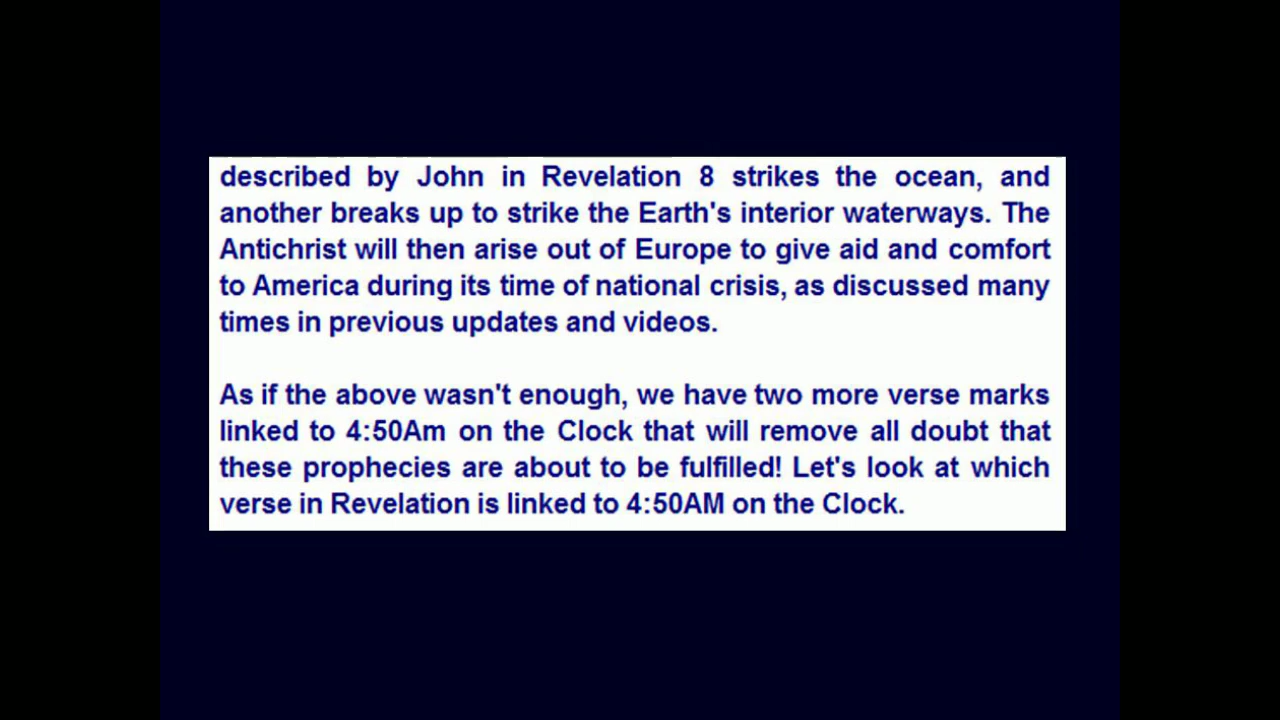 described by John in Revelation 8 strikes the ocean, and
another breaks up to strike the Earth's interior waterways. The
Antichrist will then arise out of Europe to give aid and comfort
to America during its time of national crisis, as discussed many
times in previous updates and videos.
As if the above wasn't enough, we have two more verse marks
linked to 4:50Am on the Clock that will remove all doubt that
these prophecies are about to be fulfilled! Let's look at which
verse in Revelation is linked to 4:50AM on the Clock.